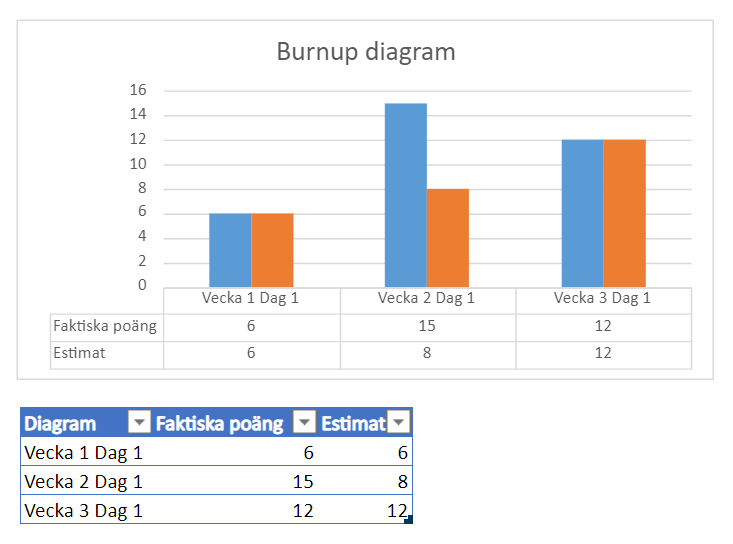 Burnup diagram
16
14
12
10
8
6
4
2
0
Vecka 1 Dag 1 Vecka 2 Dag 1 Vecka 3 Dag 1
Faktiska poäng 6 15 12
Estimat 6 8 12
Diagram Faktiska poäng Estimat
Vecka 1 Dag 1 6 6
Vecka 2 Dag 1 15 8
Vecka 3 Dag 1 12 12